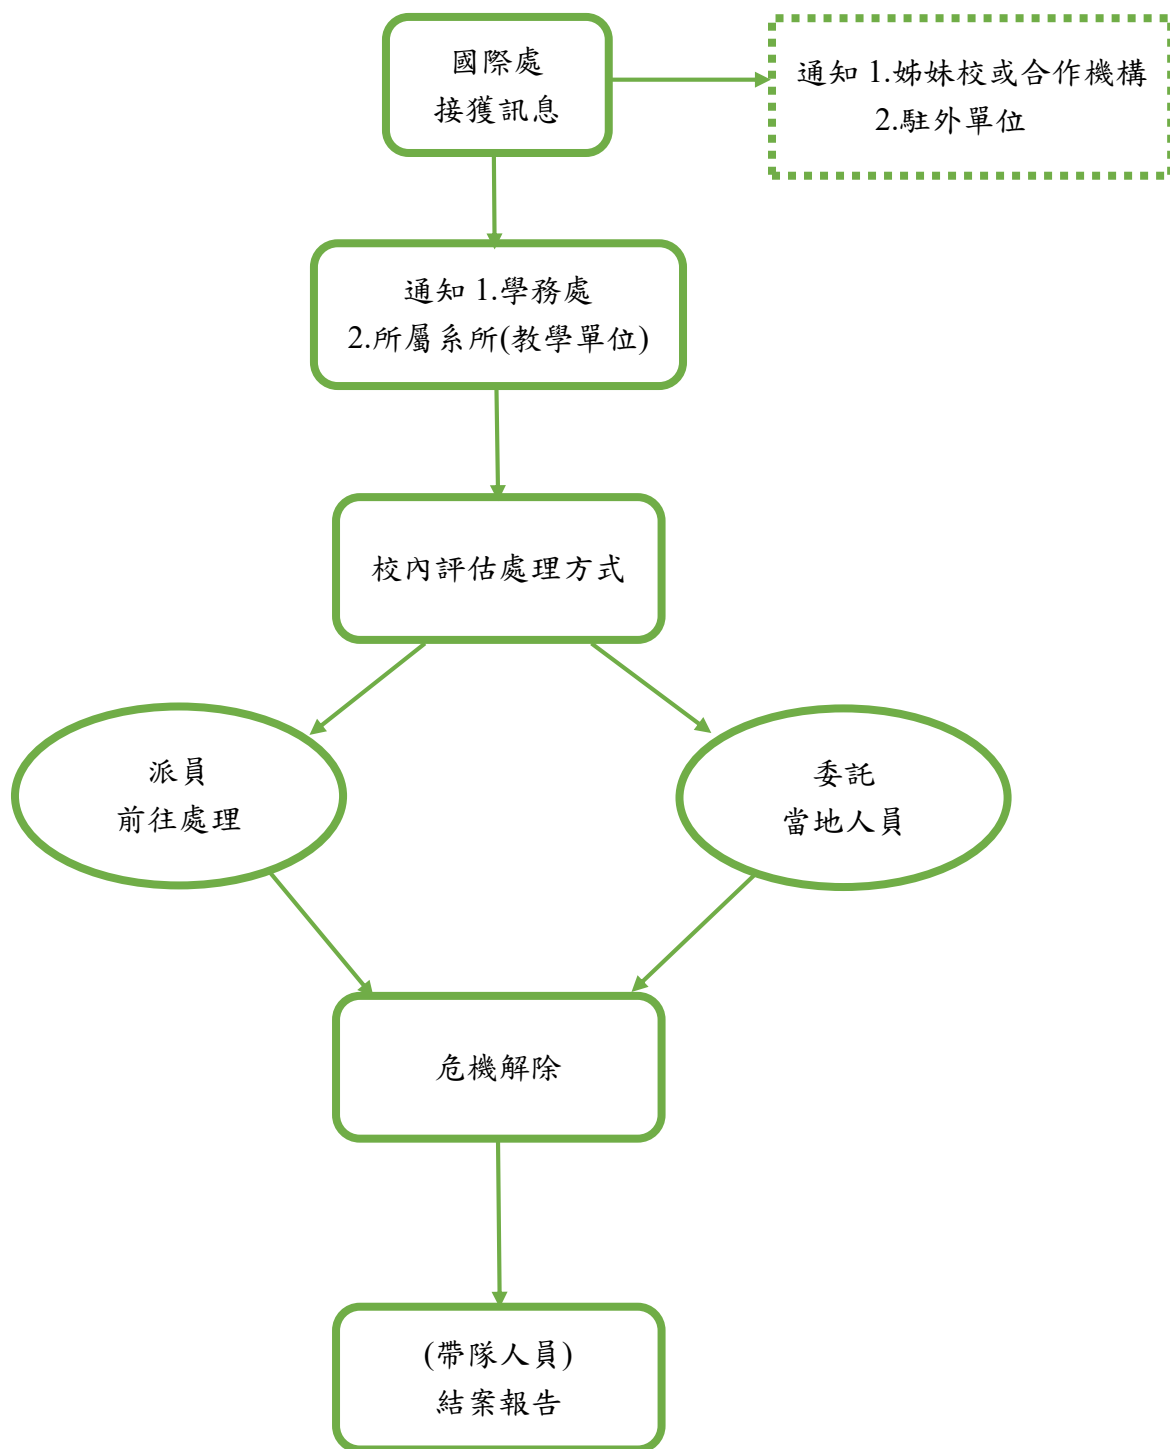 國際處
接獲訊息
通知 1.姊妹校或合作機構
2.駐外單位
通知 1.學務處
2.所屬系所(教學單位)
校內評估處理方式
派員
前往處理
委託
當地人員
危機解除
(帶隊人員)
結案報告